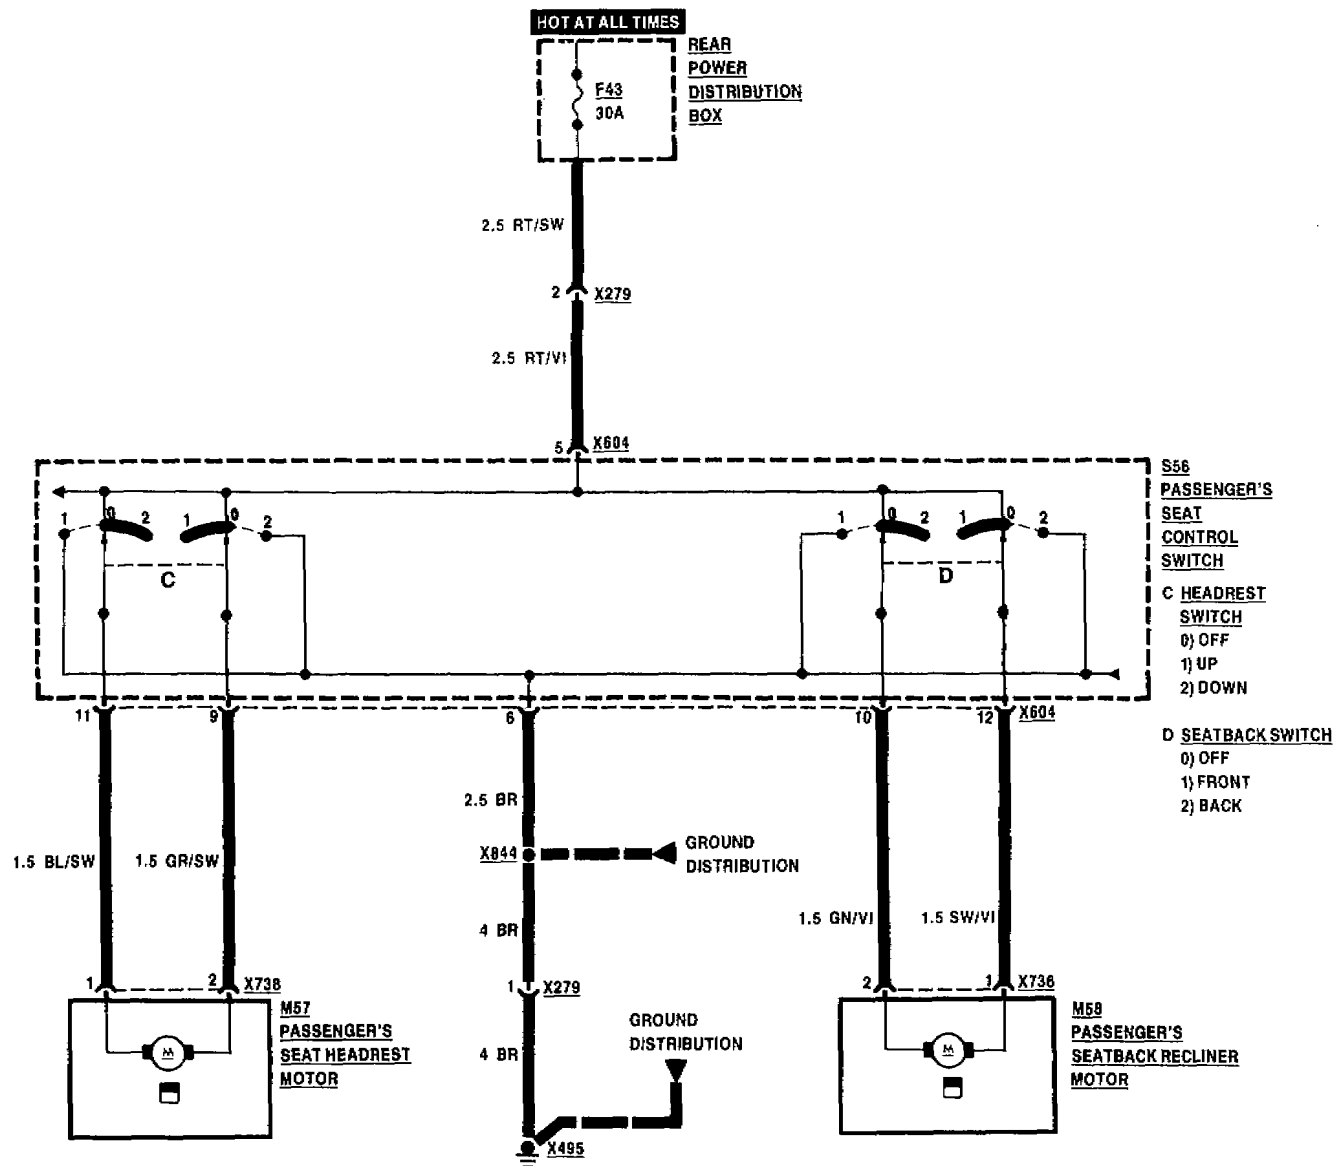 HOT AT ALL TIMES
REAR
POWER
DISTRIBUTION
BOX
F43
30A
2.5 RT/SW
2 X279
2.5 RT/VI
5 X604
S56
PASSENGER'S
SEAT
CONTROL
SWITCH
1 0 2 1 0 2
1 0 2 1 0 2
C
D
C HEADREST
SWITCH
0) OFF
1) UP
2) DOWN
11 9 6 10 12 X604
D SEATBACK SWITCH
0) OFF
1) FRONT
2) BACK
2.5 BR
X844
GROUND
DISTRIBUTION
1.5 BL/SW
1.5 GR/SW
4 BR
1.5 GN/VI
1.5 SW/VI
1 2 X738
1 X279
2 1 X736
M57
PASSENGER'S
SEAT HEADREST
MOTOR
M
4 BR
GROUND
DISTRIBUTION
M58
PASSENGER'S
SEATBACK RECLINER
MOTOR
M
X495